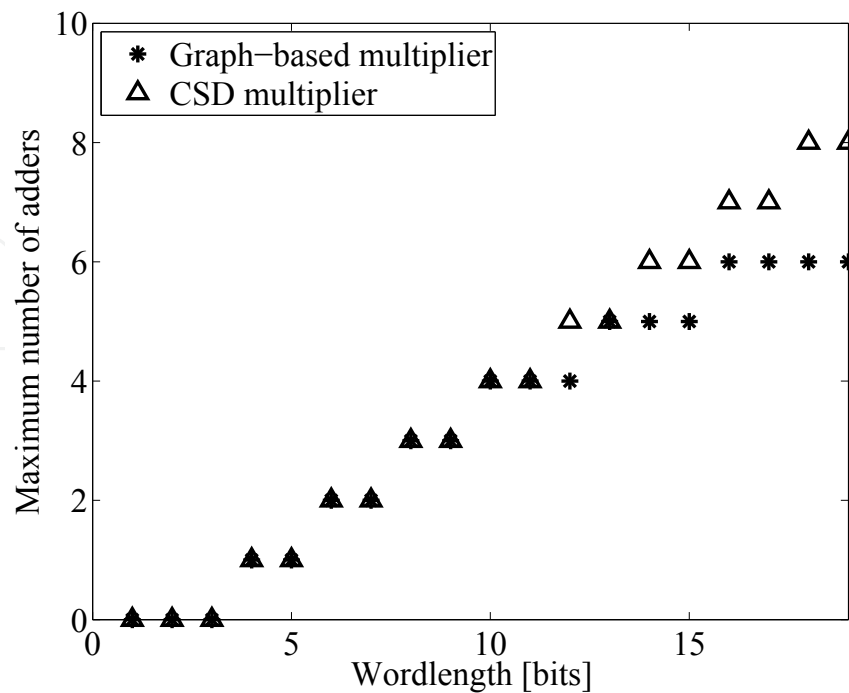 10
Graph−based multiplier
CSD multiplier
8
6
4
2
0
Maximum number of adders
0 5 10 15
Wordlength [bits]